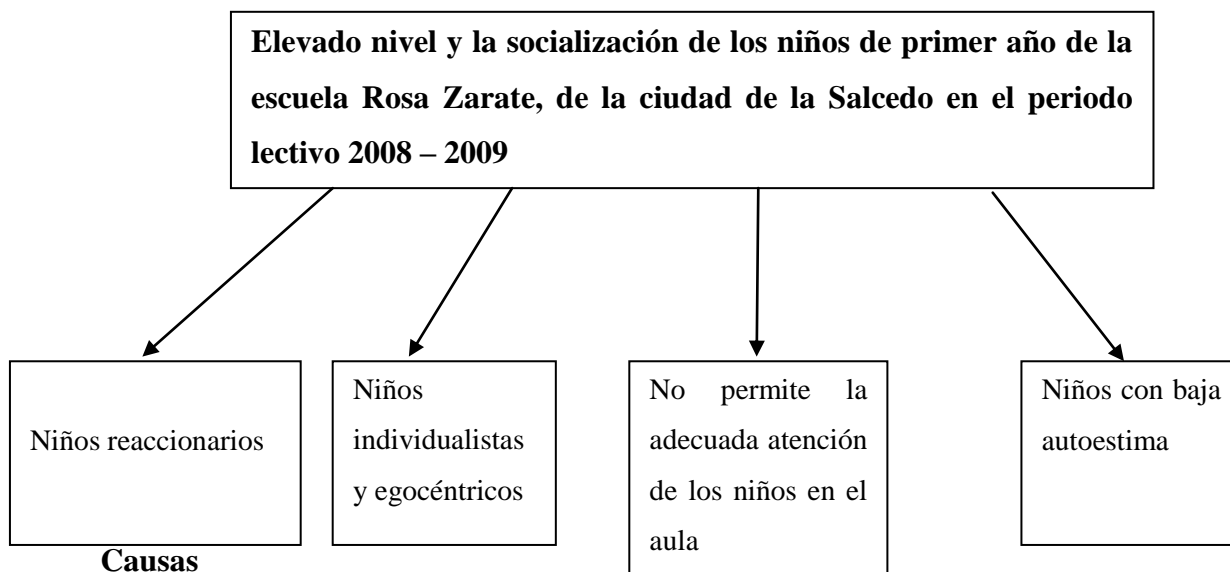 Elevado nivel y la socialización de los niños de primer año de la
escuela Rosa Zarate, de la ciudad de la Salcedo en el periodo
lectivo 2008 – 2009
Niños reaccionarios
Niños
individualistas
y egocéntricos
No permite la
adecuada atención
de los niños en el
aula
Niños con baja
autoestima
Causas